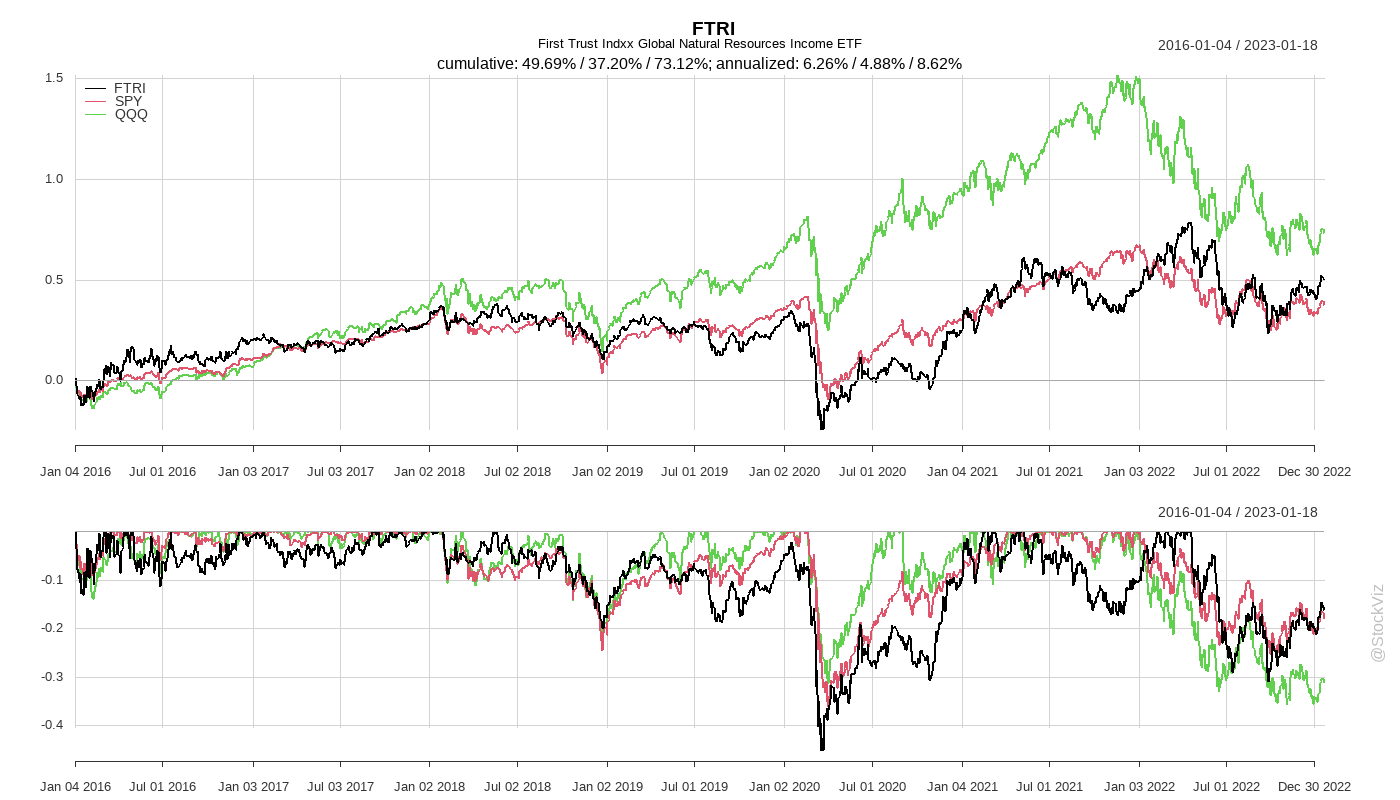 FTRI
First Trust Indxx Global Natural Resources Income ETF
2016-01-04 / 2023-01-18
cumulative: 49.69% / 37.20% / 73.12%; annualized: 6.26% / 4.88% / 8.62%
1.5
FTRI
SPY
QQQ
1.0
0.5
0.0
Jan 04 2016 Jul 01 2016 Jan 03 2017 Jul 03 2017 Jan 02 2018 Jul 02 2018 Jan 02 2019 Jul 01 2019 Jan 02 2020 Jul 01 2020 Jan 04 2021 Jul 01 2021 Jan 03 2022 Jul 01 2022 Dec 30 2022
2016-01-04 / 2023-01-18
-0.1
-0.2
-0.3
-0.4
Jan 04 2016 Jul 01 2016 Jan 03 2017 Jul 03 2017 Jan 02 2018 Jul 02 2018 Jan 02 2019 Jul 01 2019 Jan 02 2020 Jul 01 2020 Jan 04 2021 Jul 01 2021 Jan 03 2022 Jul 01 2022 Dec 30 2022
@StockViz